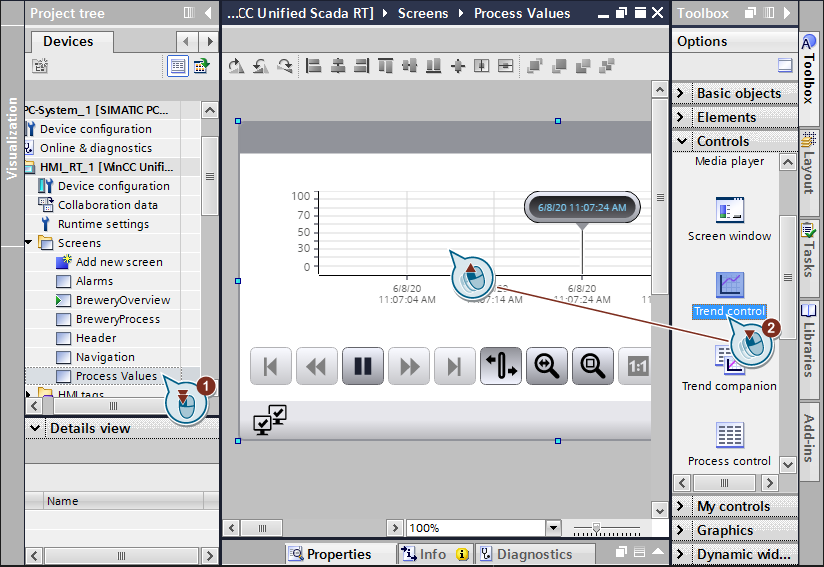 Project tree
Devices
Visualization
PC-System_1 [SIMATIC PC...
Device configuration
Online & diagnostics
HMI_RT_1 [WinCC Unifi...
Device configuration
Collaboration data
Runtime settings
Screens
Add new screen
Alarms
BreweryOverview
BreweryProcess
Header
Navigation
Process Values
HMI tags
1
Details view
Name
...CC Unified Scada RT]
Screens
Process Values
100
70
50
30
0
6/8/20 11:07:24 AM
6/8/20
11:07:04 AM
6/8/20
11:07:14 AM
6/8/20
11:07:24 AM
11
1:1
100%
Properties
Info
Diagnostics
Toolbox
Options
Basic objects
Elements
Controls
Media player
Screen window
Trend control
2
Trend companion
Process control
My controls
Graphics
Dynamic wid...
Toolbox
Layout
Tasks
Libraries
Add-ins